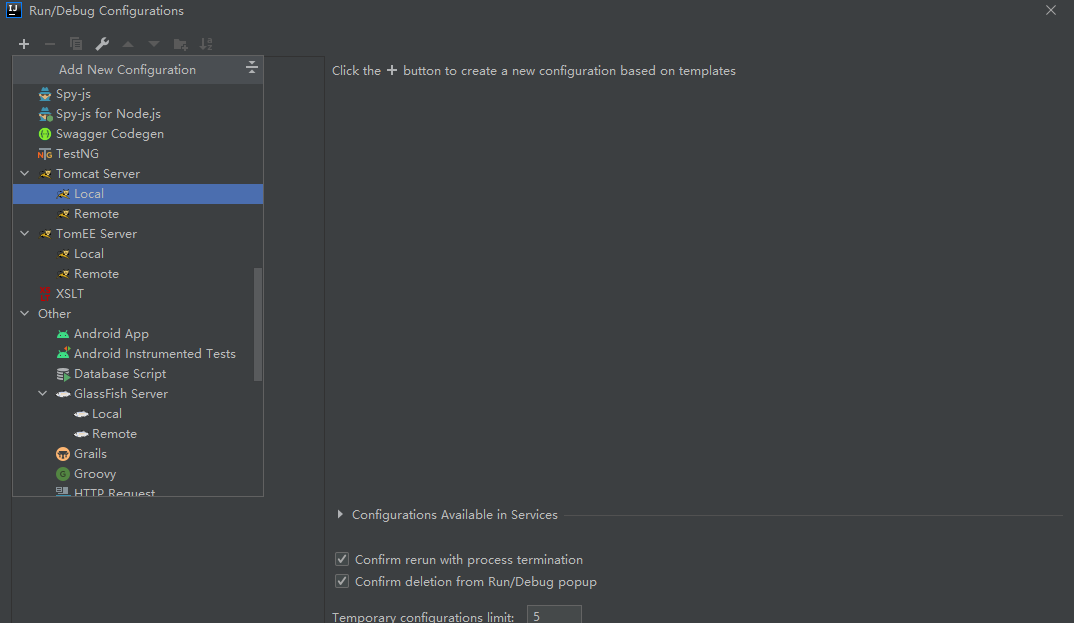 Run/Debug Configurations
Add New Configuration
Click the + button to create a new configuration based on templates
Spy-js
Spy-js for Node.js
Swagger Codegen
TestNG
Tomcat Server
Local
Remote
TomEE Server
Local
Remote
XSLT
Other
Android App
Android Instrumented Tests
Database Script
GlassFish Server
Local
Remote
Grails
Groovy
HTTP Request
Configurations Available in Services
Confirm rerun with process termination
Confirm deletion from Run/Debug popup
Temporary configurations limit: 5